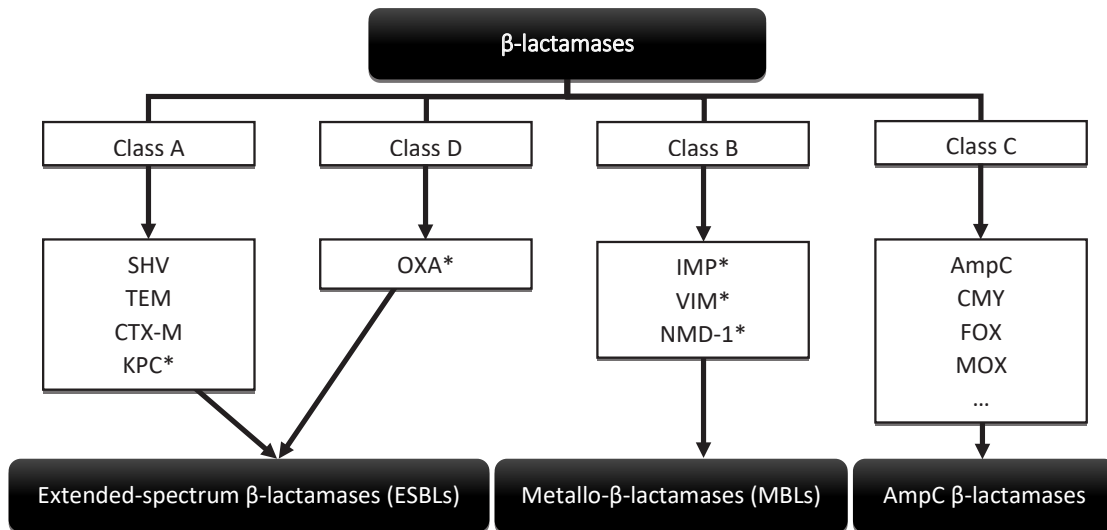 β-lactamases
Class A
Class D
Class B
Class C
SHV
TEM
CTX-M
KPC*
OXA*
IMP*
VIM*
NMD-1*
AmpC
CMY
FOX
MOX
...
Extended-spectrum β-lactamases (ESBLs)
Metallo-β-lactamases (MBLs)
AmpC β-lactamases